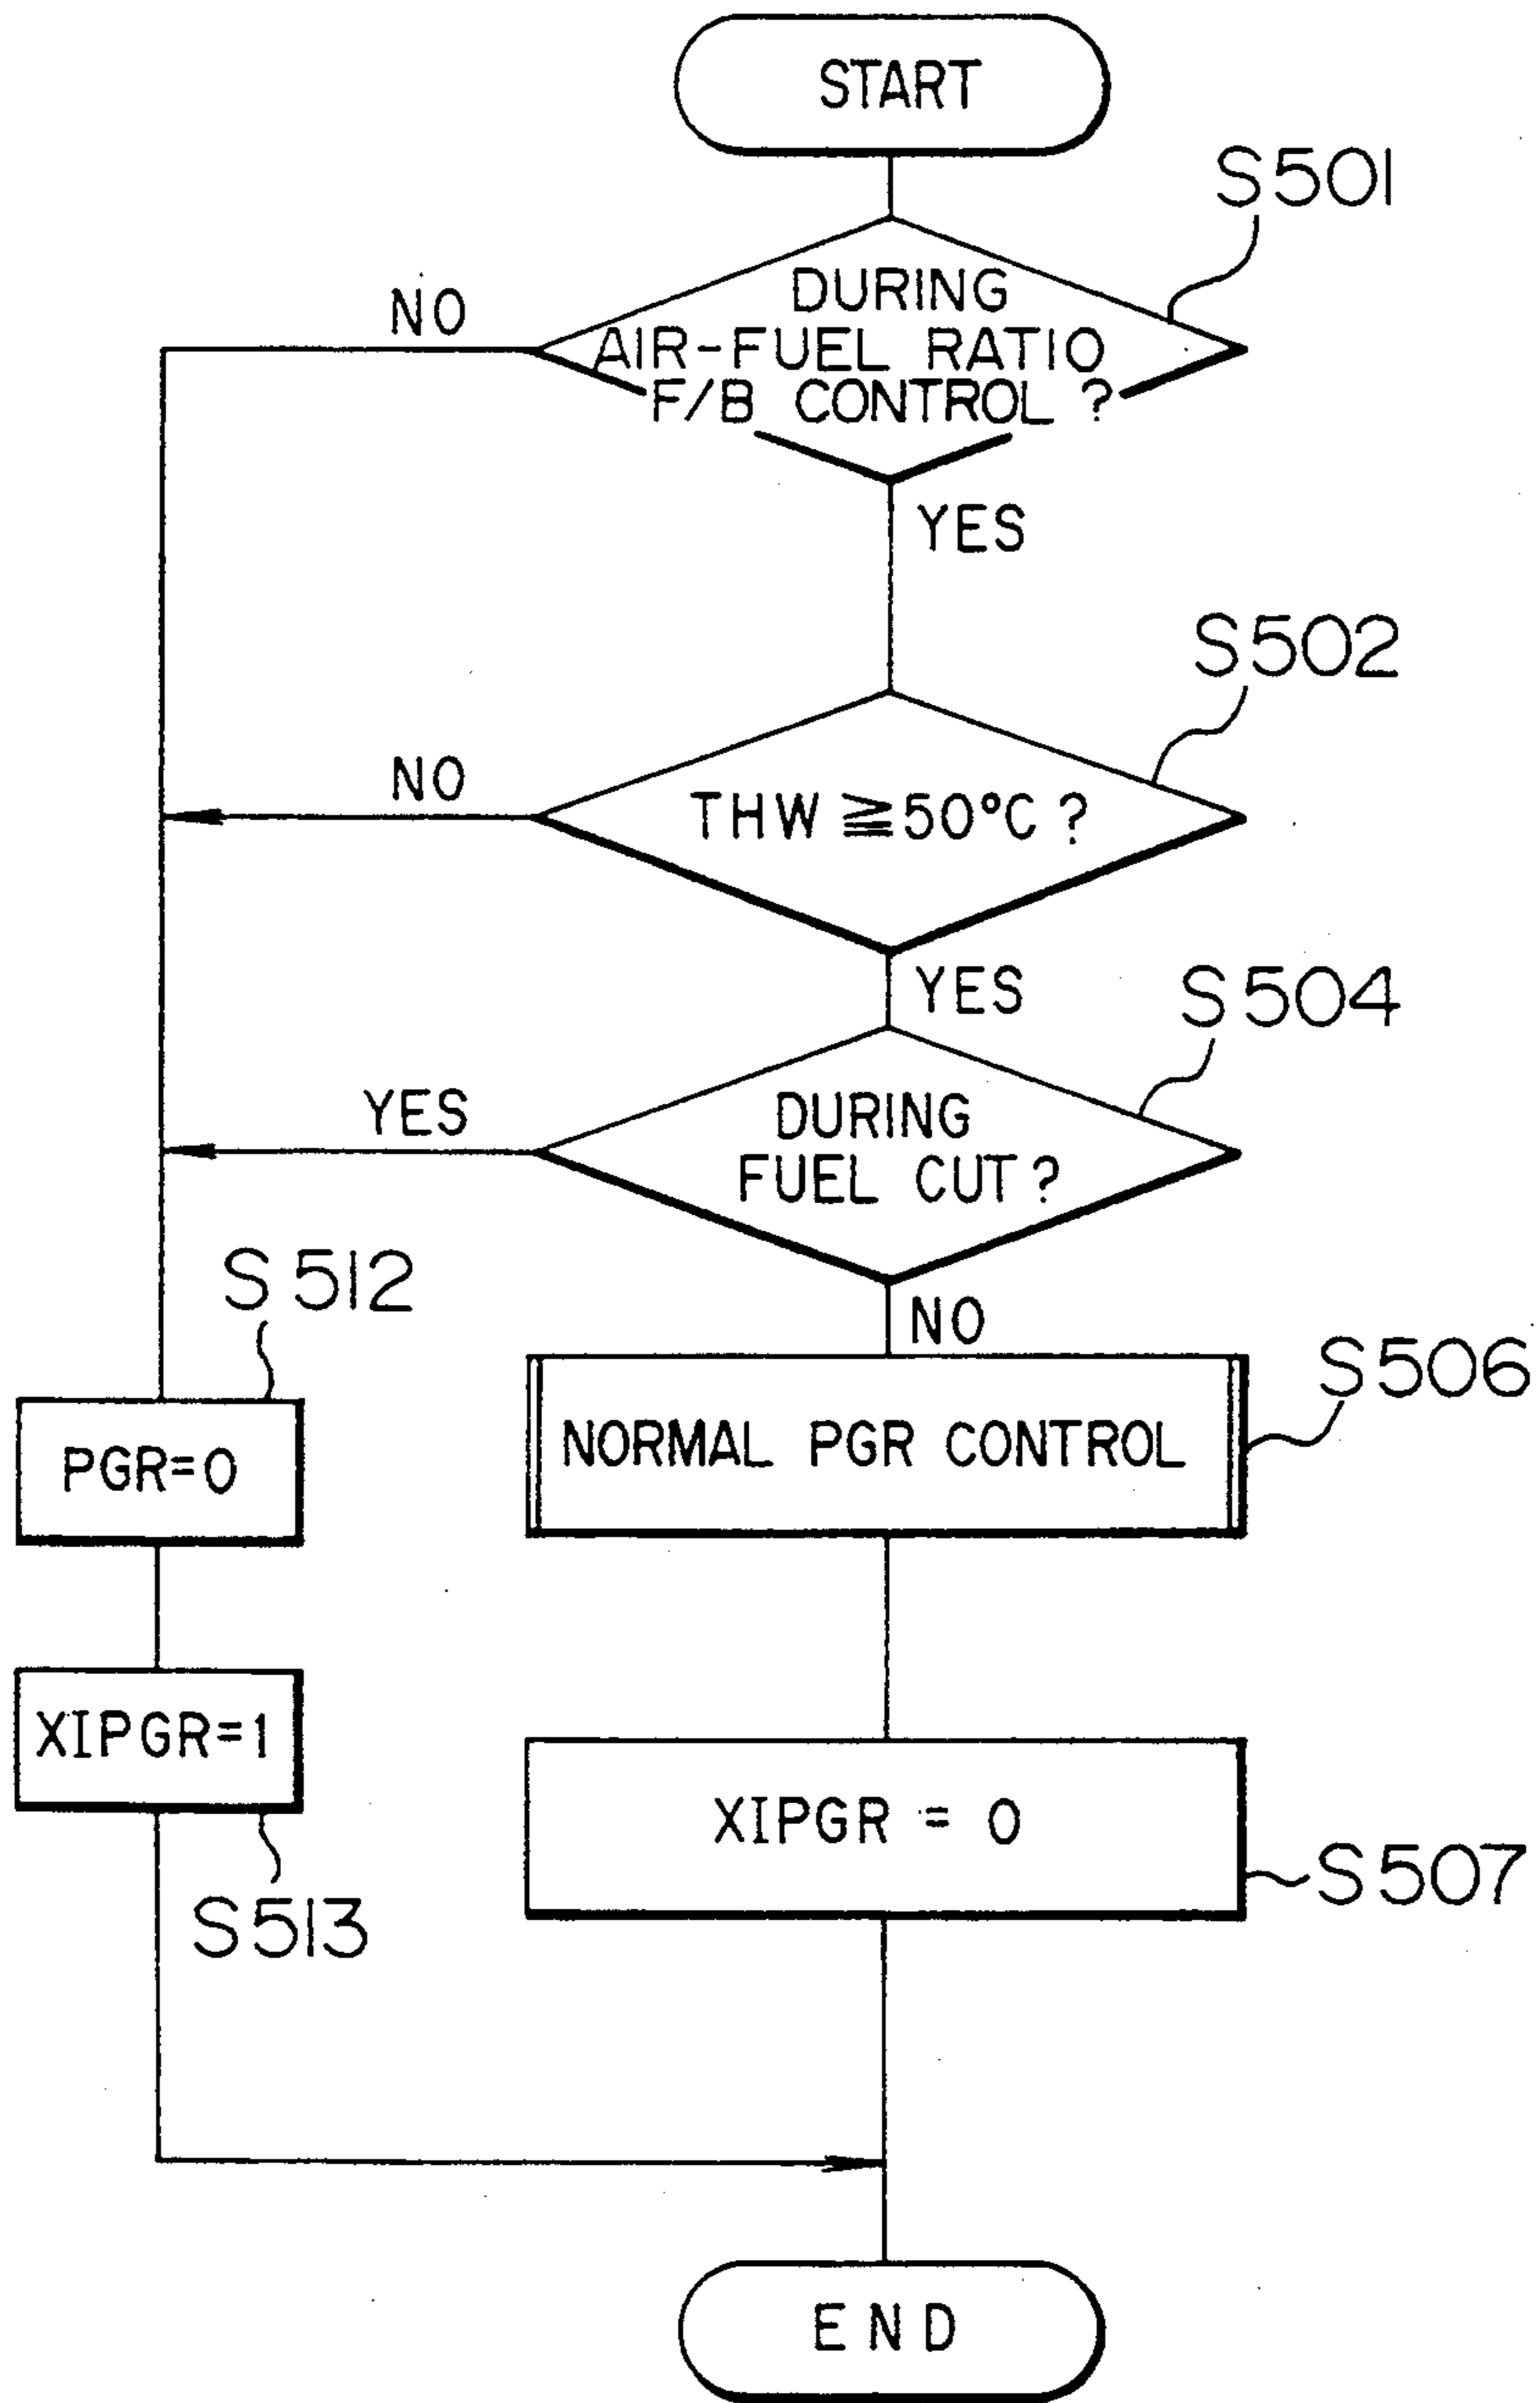 START
S501
DURING
NO
AIR-FUEL RATIO
F/B CONTROL ?
YES
S502
NO
THW ≧ 50°C ?
YES
S504
YES
DURING
FUEL CUT ?
S512
NO
S506
PGR=0
NORMAL PGR CONTROL
XIPGR=1
XIPGR = 0
S507
S513
END